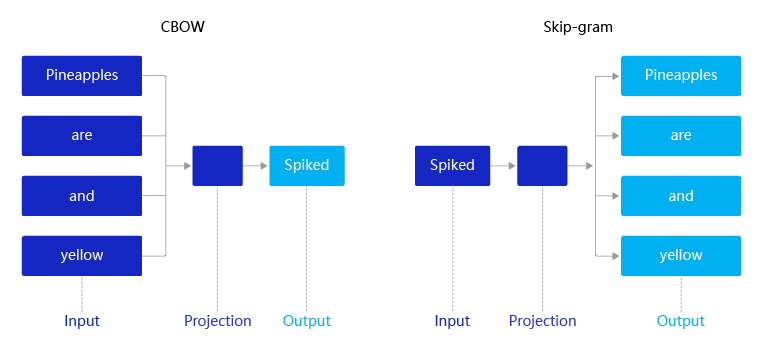 CBOW
Pineapples
are
and
yellow
Spiked
Input
Projection
Output
Skip-gram
Spiked
Pineapples
are
and
yellow
Input
Projection
Output